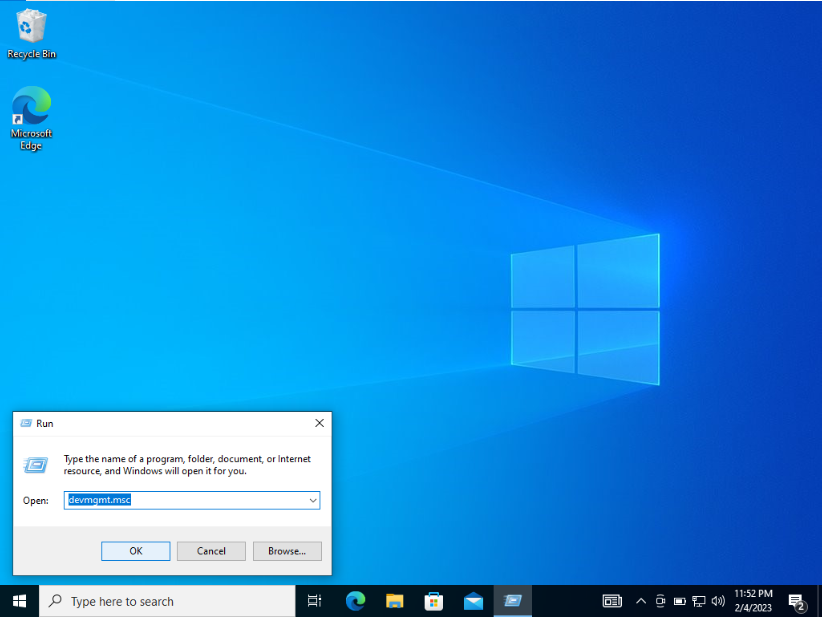 Recycle Bin
Microsoft
Edge
Run
Type the name of a program, folder, document, or Internet
resource, and Windows will open it for you.
Open:
devmgmt.msc
OK
Cancel
Browse...
Type here to search
11:52 PM
2/4/2023
2